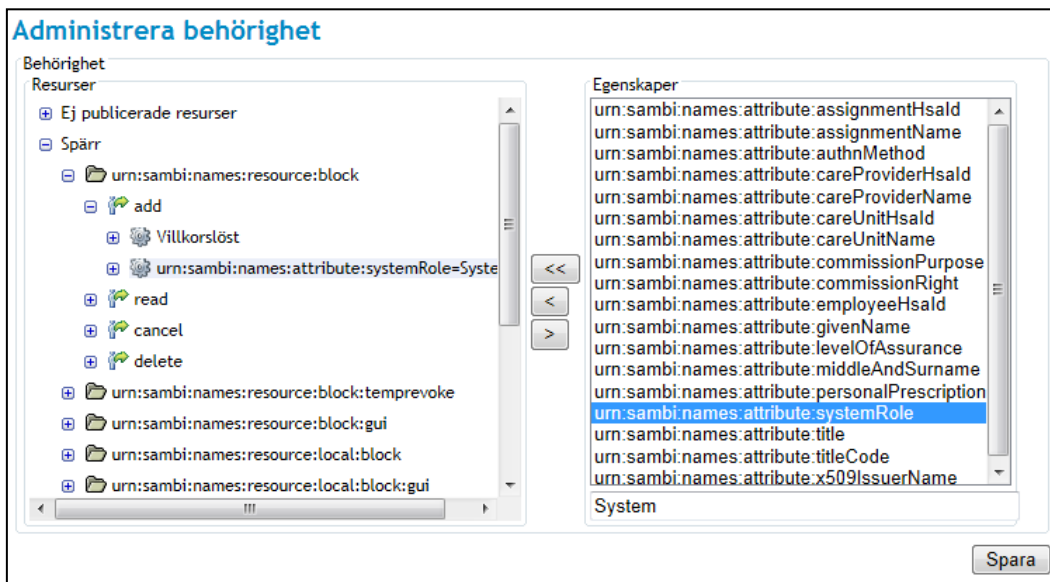 Administrera behörighet
Behörighet
Resurser
Ej publicerade resurser
Spärr
urn:sambi:names:resource:block
add
Villkorslöst
urn:sambi:names:attribute:systemRole=Syste
read
cancel
delete
urn:sambi:names:resource:block:temprevoke
urn:sambi:names:resource:block:gui
urn:sambi:names:resource:local:block
urn:sambi:names:resource:local:block:gui
<<
<
>
Egenskaper
urn:sambi:names:attribute:assignmentHsaId
urn:sambi:names:attribute:assignmentName
urn:sambi:names:attribute:authnMethod
urn:sambi:names:attribute:careProviderHsaId
urn:sambi:names:attribute:careProviderName
urn:sambi:names:attribute:careUnitHsaId
urn:sambi:names:attribute:careUnitName
urn:sambi:names:attribute:commissionPurpose
urn:sambi:names:attribute:commissionRight
urn:sambi:names:attribute:employeeHsaId
urn:sambi:names:attribute:givenName
urn:sambi:names:attribute:levelOfAssurance
urn:sambi:names:attribute:middleAndSurname
urn:sambi:names:attribute:personalPrescription
urn:sambi:names:attribute:systemRole
urn:sambi:names:attribute:title
urn:sambi:names:attribute:titleCode
urn:sambi:names:attribute:x509IssuerName
System
Spara